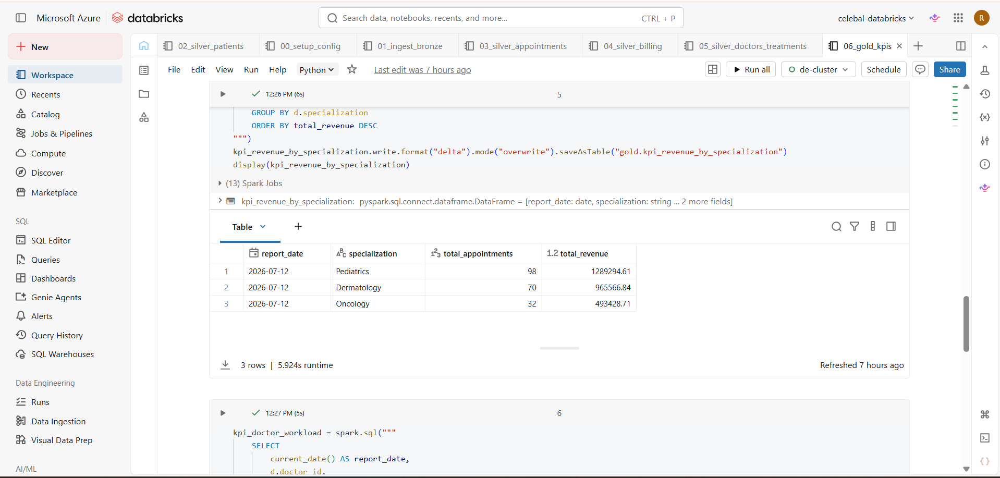 Microsoft Azure
databricks
Search data, notebooks, recents, and more...
CTRL + P
celebal-databricks
R
New
Workspace
Recents
Catalog
Jobs & Pipelines
Compute
Discover
Marketplace
SQL
SQL Editor
Queries
Dashboards
Genie Agents
Alerts
Query History
SQL Warehouses
Data Engineering
Runs
Data Ingestion
Visual Data Prep
AI/ML
02_silver_patients
00_setup_config
01_ingest_bronze
03_silver_appointments
04_silver_billing
05_silver_doctors_treatments
06_gold_kpis
File Edit View Run Help Python
Last edit was 7 hours ago
Run all
de-cluster
Schedule
Share
12:26 PM (6s)
5
GROUP BY d.specialization
ORDER BY total_revenue DESC
""")
kpi_revenue_by_specialization.write.format("delta").mode("overwrite").saveAsTable("gold.kpi_revenue_by_specialization")
display(kpi_revenue_by_specialization)
(13) Spark Jobs
kpi_revenue_by_specialization: pyspark.sql.connect.dataframe.DataFrame = [report_date: date, specialization: string ... 2 more fields]
Table
report_date ABC specialization 123 total_appointments 1.2 total_revenue
1 2026-07-12 Pediatrics 98 1289294.61
2 2026-07-12 Dermatology 70 965566.84
3 2026-07-12 Oncology 32 493428.71
3 rows | 5.924s runtime
Refreshed 7 hours ago
12:27 PM (5s)
6
kpi_doctor_workload = spark.sql("""
SELECT
current_date() AS report_date,
d.doctor_id,